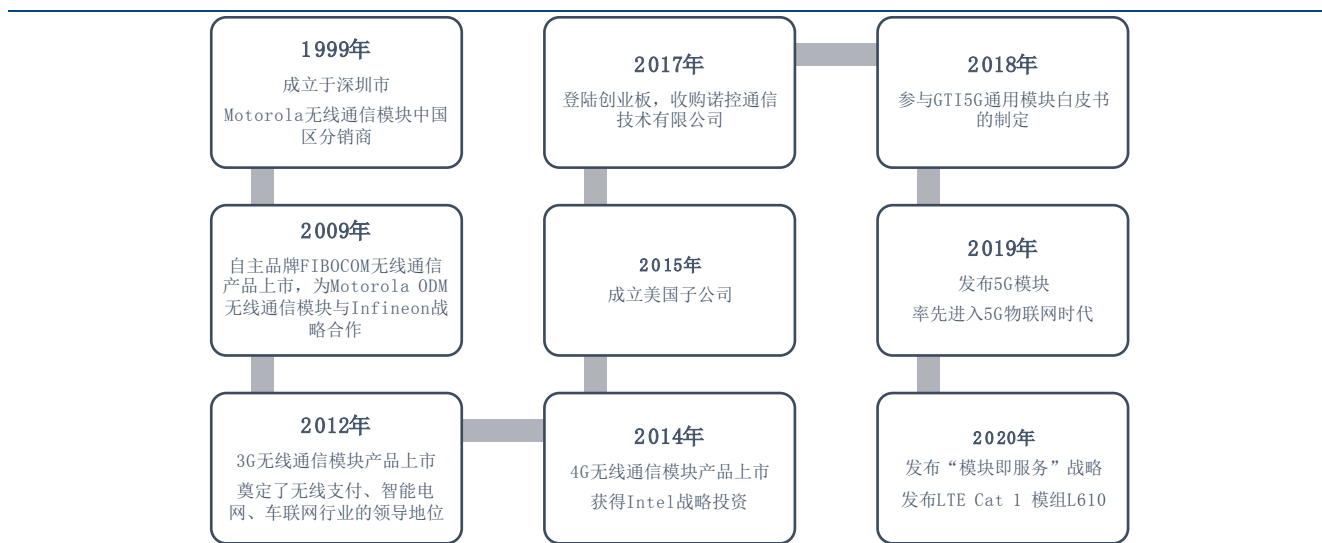 1999年
成立于深圳市
Motorola无线通信模块中国
区分销商
2009年
自主品牌FIBOCOM无线通信
产品上市，为Motorola ODM
无线通信模块与Infineon战
略合作
2012年
3G无线通信模块产品上市
奠定了无线支付、智能电
网、车联网行业的领导地位
2014年
4G无线通信模块产品上市
获得Intel战略投资
2015年
成立美国子公司
2017年
登陆创业板，收购诺控通信
技术有限公司
2018年
参与GTI5G通用模块白皮书
的制定
2019年
发布5G模块
率先进入5G物联网时代
2020年
发布“模块即服务”战略
发布LTE Cat 1 模组L610